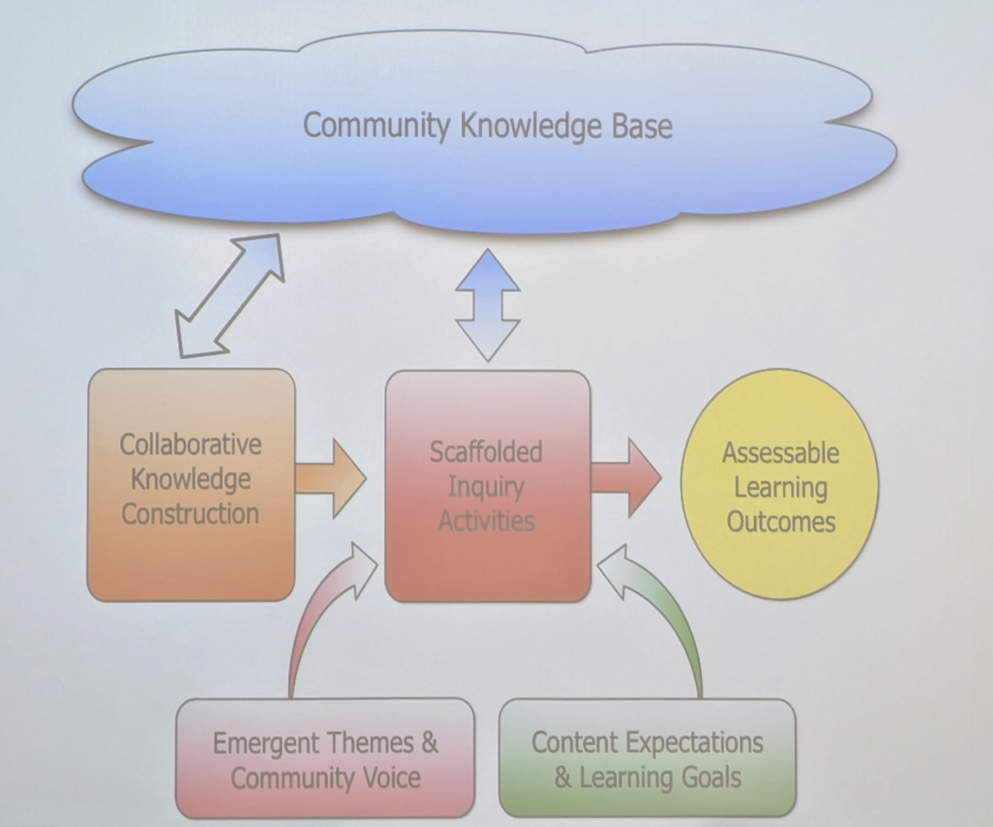 Community Knowledge Base
Collaborative
Knowledge
Construction
Scaffolded
Inquiry
Activities
Assessable
Learning
Outcomes
Emergent Themes &
Community Voice
Content Expectations
& Learning Goals